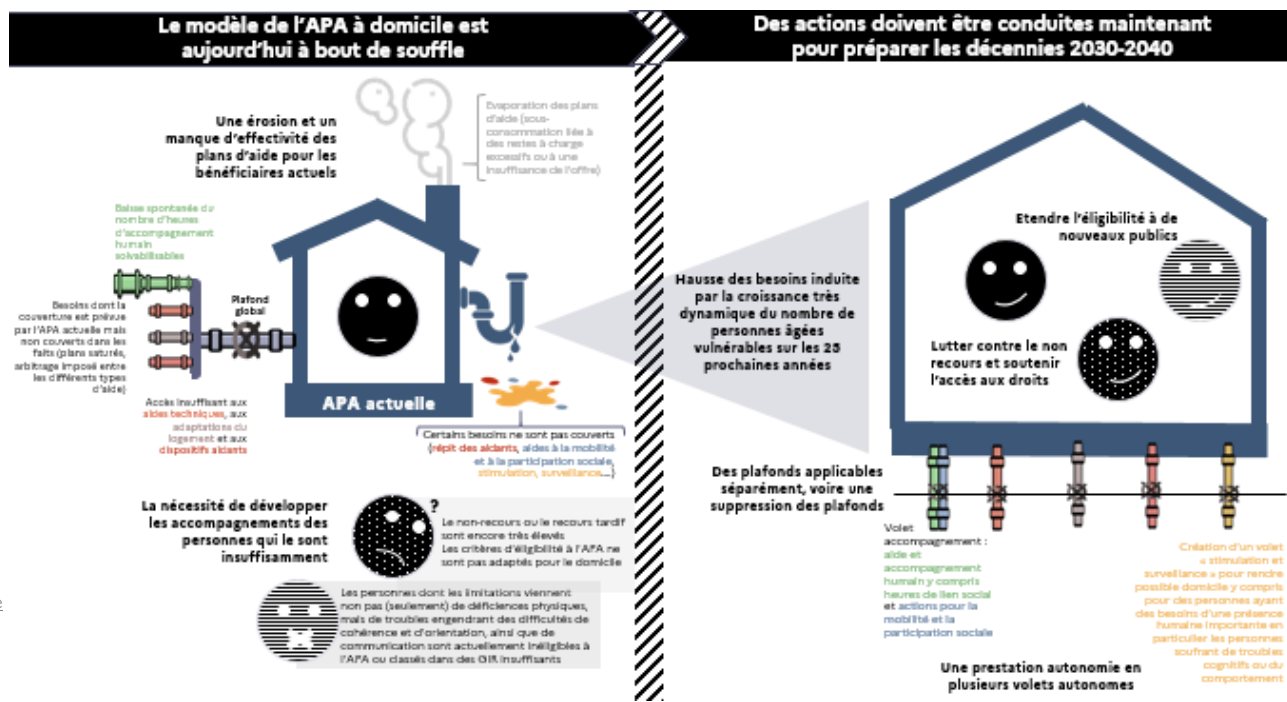 Le modèle de l'APA à domicile est
aujourd'hui à bout de souffle
Une érosion et un
manque d'effectivité des
plans d'aide pour les
bénéficiaires actuels
Evaporation des plans
d'aide (sous-
consommation liée à
des restes à charge
excessifs ou à une
insuffisance de l'offre)
Baisse spontanée du
nombre d'heures
d'accompagnement
humain
solvabilisables
Besoins dont la
couverture est prévue
par l'APA actuelle mais
non couverts dans les
faits (plans saturés,
arbitrage imposé entre
les différents types
d'aide)
Plafond
global
Accès insuffisant aux
aides techniques, aux
adaptations du
logement et aux
dispositifs aidants
APA actuelle
Certains besoins ne sont pas couverts
(répit des aidants, aides à la mobilité
et à la participation sociale,
stimulation, surveillance...)
La nécessité de développer
les accompagnements des
personnes qui le sont
insuffisamment
?
Le non-recours ou le recours tardif
sont encore très élevés
Les critères d'éligibilité à l'APA ne
sont pas adaptés pour le domicile
Les personnes dont les limitations viennent
non pas (seulement) de déficiences physiques,
mais de troubles engendrant des difficultés de
cohérence et d'orientation, ainsi que de
communication sont actuellement inéligibles à
l'APA ou classés dans des GIR insuffisants
e
Des actions doivent être conduites maintenant
pour préparer les décennies 2030-2040
Hausse des besoins induite
par la croissance très
dynamique du nombre de
personnes âgées
vulnérables sur les 25
prochaines années
Etendre l'éligibilité à de
nouveaux publics
Lutter contre le non
recours et soutenir
l'accès aux droits
Des plafonds applicables
séparément, voire une
suppression des plafonds
Volet
accompagnement :
aide et
accompagnement
humain y compris
heures de lien social
et actions pour la
mobilité et la
participation sociale
Création d'un volet
« stimulation et
surveillance » pour rendre
possible domicile y compris
pour des personnes ayant
des besoins d'une présence
humaine importante en
particulier les personnes
soufrant de troubles
cognitifs ou du
comportement
Une prestation autonomie en
plusieurs volets autonomes